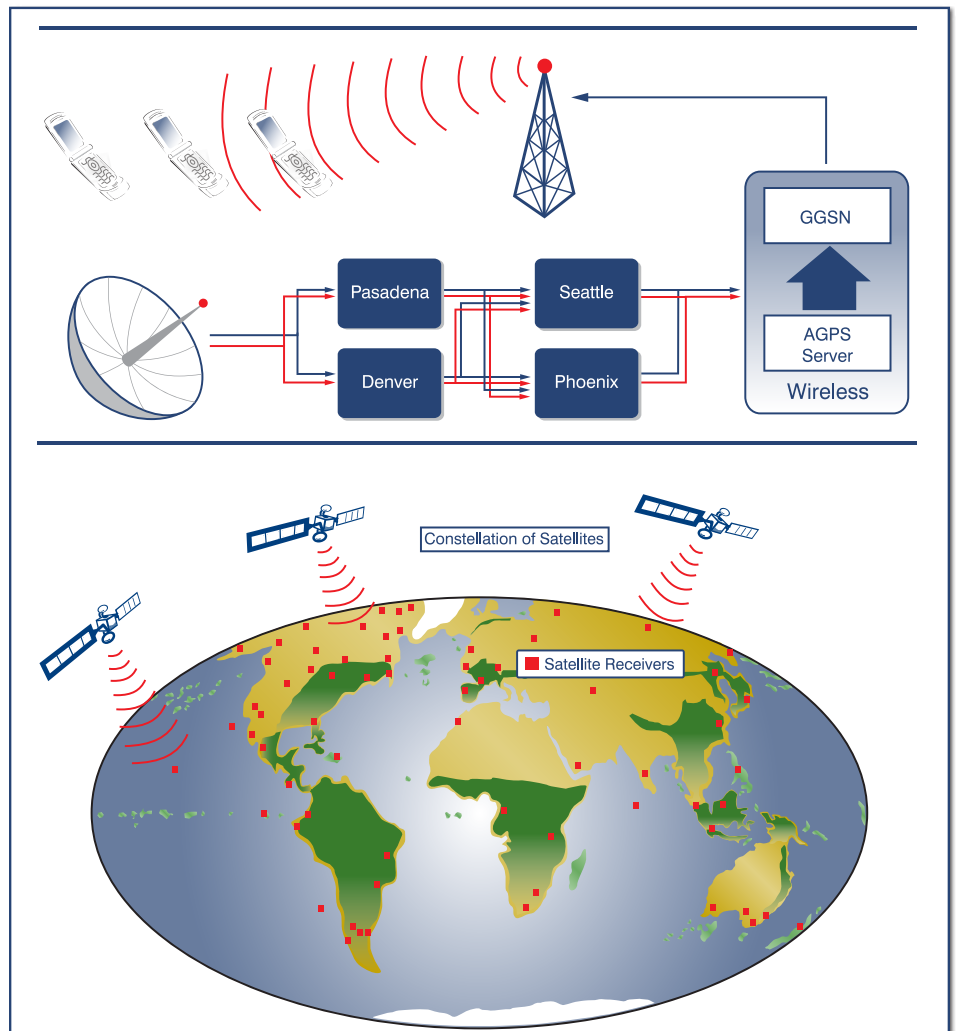 GGSN
Pasadena
Seattle
AGPS
Server
Denver
Phoenix
Wireless
Constellation of Satellites
Satellite Receivers